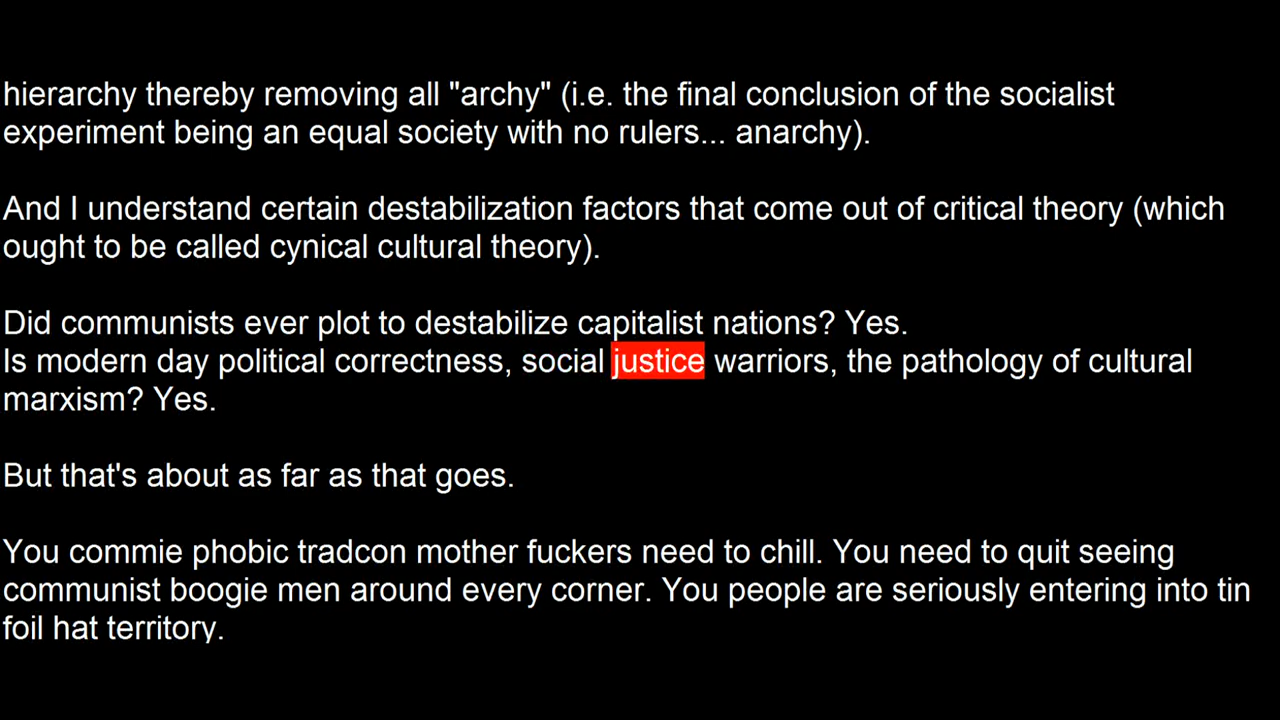 hierarchy thereby removing all "archy" (i.e. the final conclusion of the socialist
experiment being an equal society with no rulers... anarchy).
And I understand certain destabilization factors that come out of critical theory (which
ought to be called cynical cultural theory).
Did communists ever plot to destabilize capitalist nations? Yes.
Is modern day political correctness, social justice warriors, the pathology of cultural
marxism? Yes.
But that's about as far as that goes.
You commie phobic tradcon mother fuckers need to chill. You need to quit seeing
communist boogie men around every corner. You people are seriously entering into tin
foil hat territory.